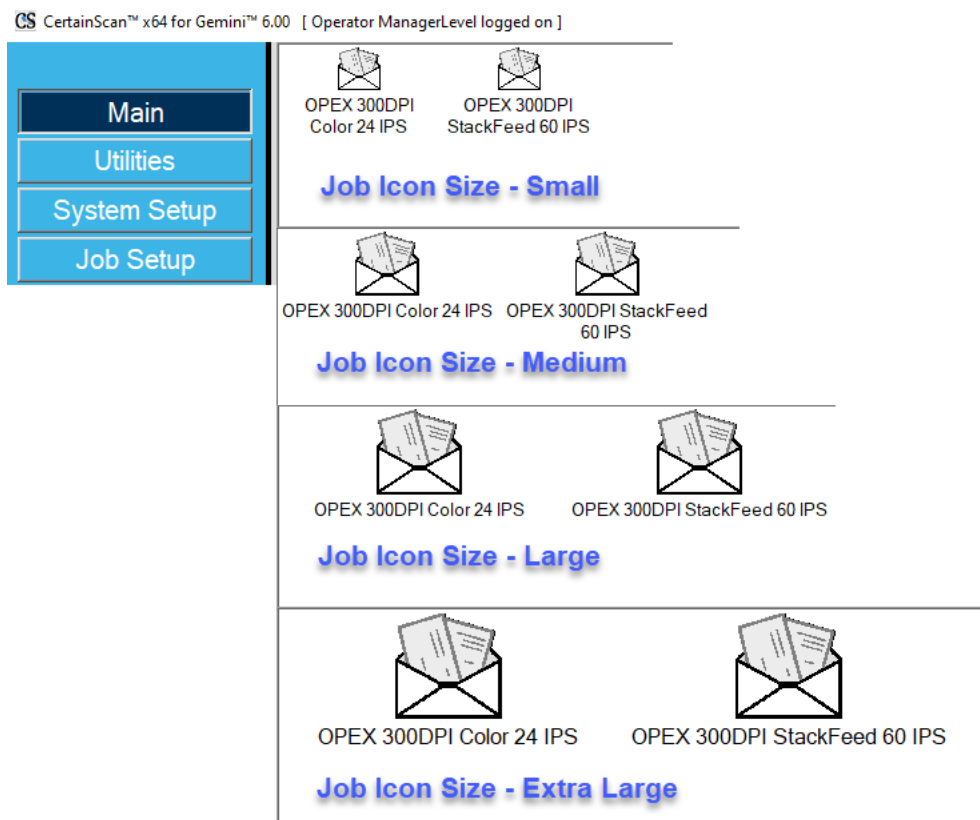 CS CertainScan™ x64 for Gemini™ 6.00 [ Operator ManagerLevel logged on ]
Main
Utilities
System Setup
Job Setup
OPEX 300DPI
Color 24 IPS
OPEX 300DPI
StackFeed 60 IPS
Job Icon Size - Small
OPEX 300DPI Color 24 IPS
OPEX 300DPI StackFeed
60 IPS
Job Icon Size - Medium
OPEX 300DPI Color 24 IPS
OPEX 300DPI StackFeed 60 IPS
Job Icon Size - Large
OPEX 300DPI Color 24 IPS
OPEX 300DPI StackFeed 60 IPS
Job Icon Size - Extra Large